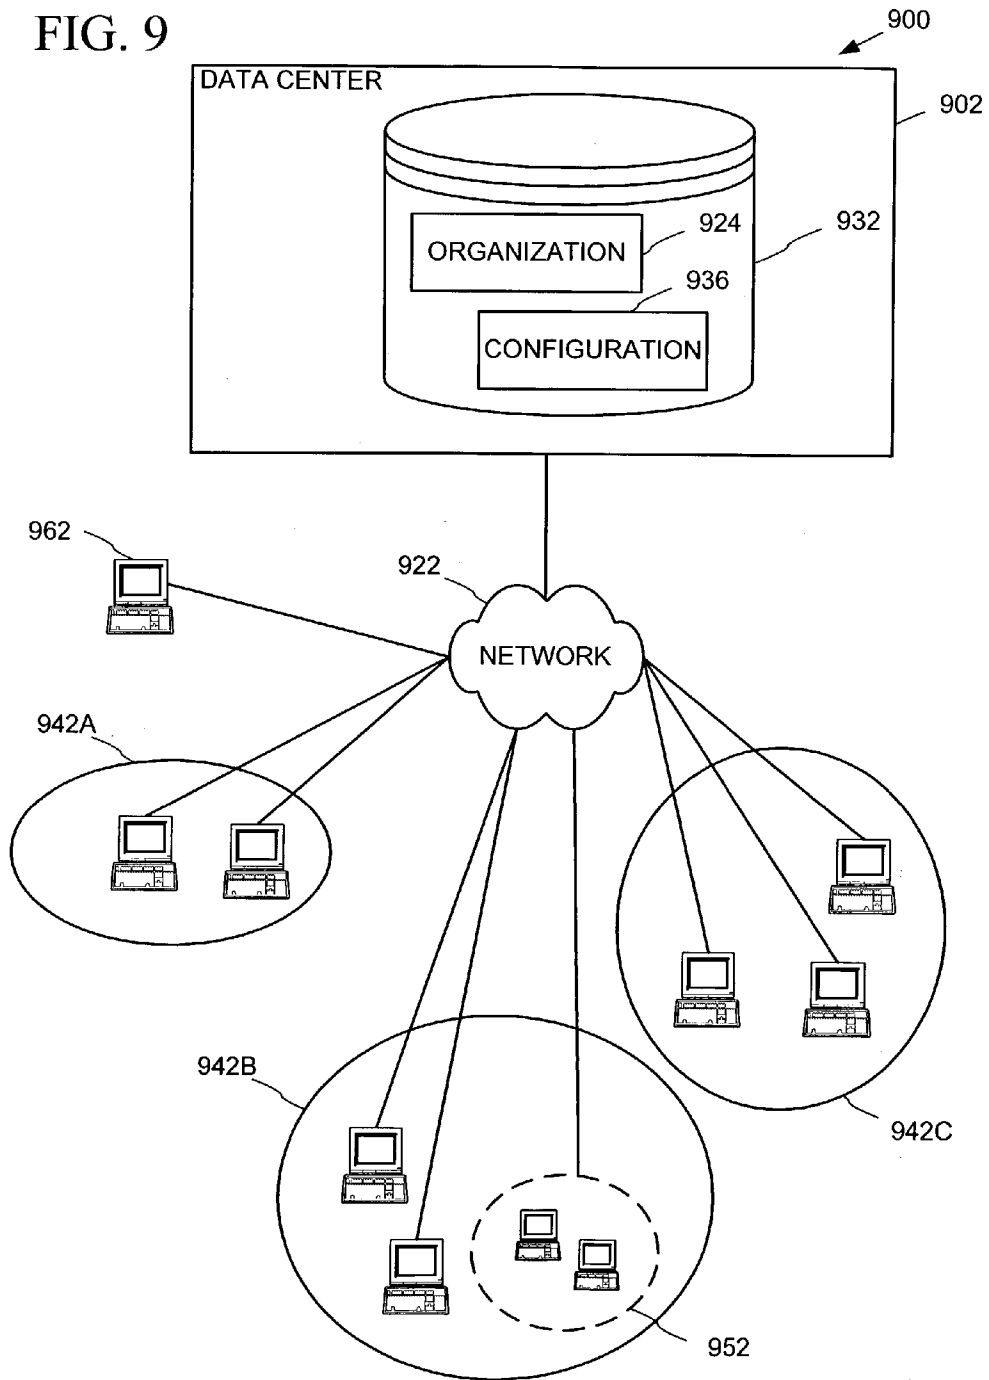 FIG. 9
900
DATA CENTER
902
924
932
ORGANIZATION
936
CONFIGURATION
962
922
NETWORK
942A
942B
942C
952